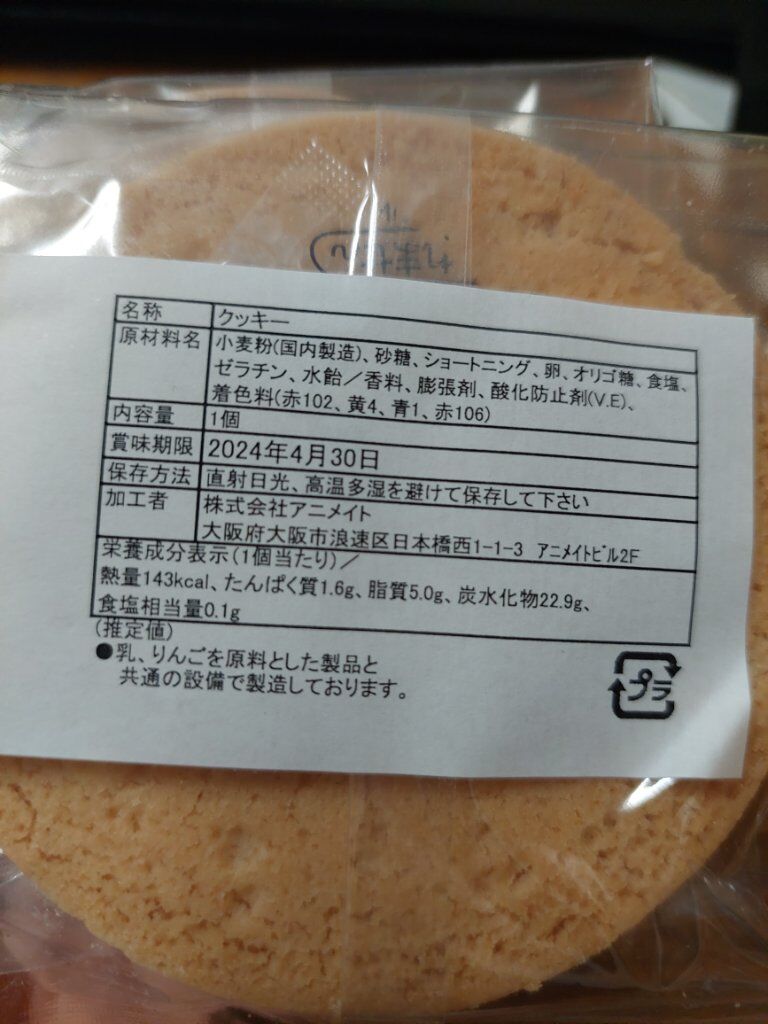 名称 クッキー
原材料名 小麦粉(国内製造)、砂糖、ショートニング、卵、オリゴ糖、食塩、
ゼラチン、水飴／香料、膨張剤、酸化防止剤(V.E)、
着色料(赤102、黄4、青1、赤106)
内容量 1個
賞味期限 2024年4月30日
保存方法 直射日光、高温多湿を避けて保存して下さい
加工者 株式会社アニメイト
大阪府大阪市浪速区日本橋西1-1-3 アニメイトビル2F
栄養成分表示(1個当たり)／
熱量143kcal、たんぱく質1.6g、脂質5.0g、炭水化物22.9g、
食塩相当量0.1g
(推定値)
●乳、りんごを原料とした製品と
共通の設備で製造しております。
プラ